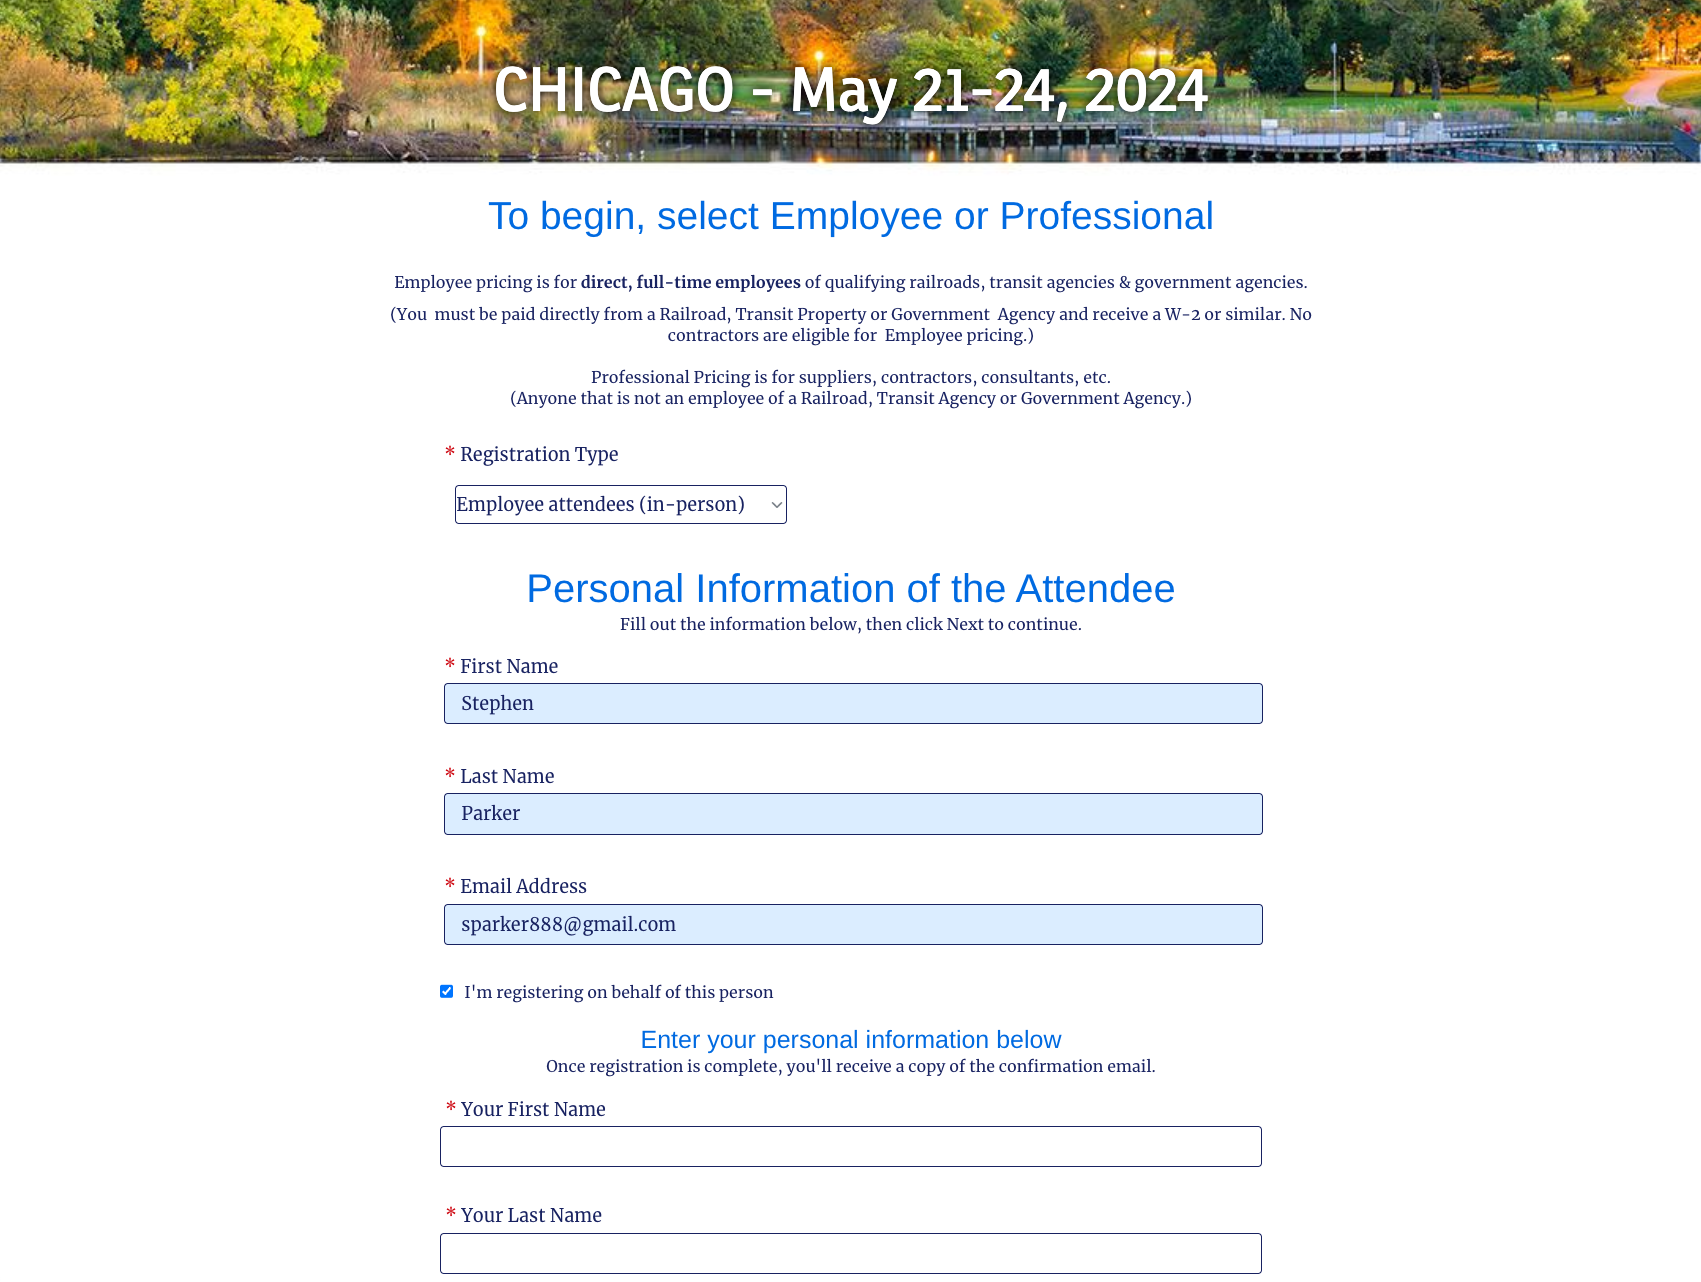 CHICAGO - May 21-24, 2024
To begin, select Employee or Professional
Employee pricing is for direct, full-time employees of qualifying railroads, transit agencies & government agencies.
(You must be paid directly from a Railroad, Transit Property or Government Agency and receive a W-2 or similar. No
contractors are eligible for Employee pricing.)
Professional Pricing is for suppliers, contractors, consultants, etc.
(Anyone that is not an employee of a Railroad, Transit Agency or Government Agency.)
* Registration Type
Employee attendees (in-person)
Personal Information of the Attendee
Fill out the information below, then click Next to continue.
* First Name
Stephen
* Last Name
Parker
* Email Address
sparker888@gmail.com
I'm registering on behalf of this person
Enter your personal information below
Once registration is complete, you'll receive a copy of the confirmation email.
* Your First Name
* Your Last Name